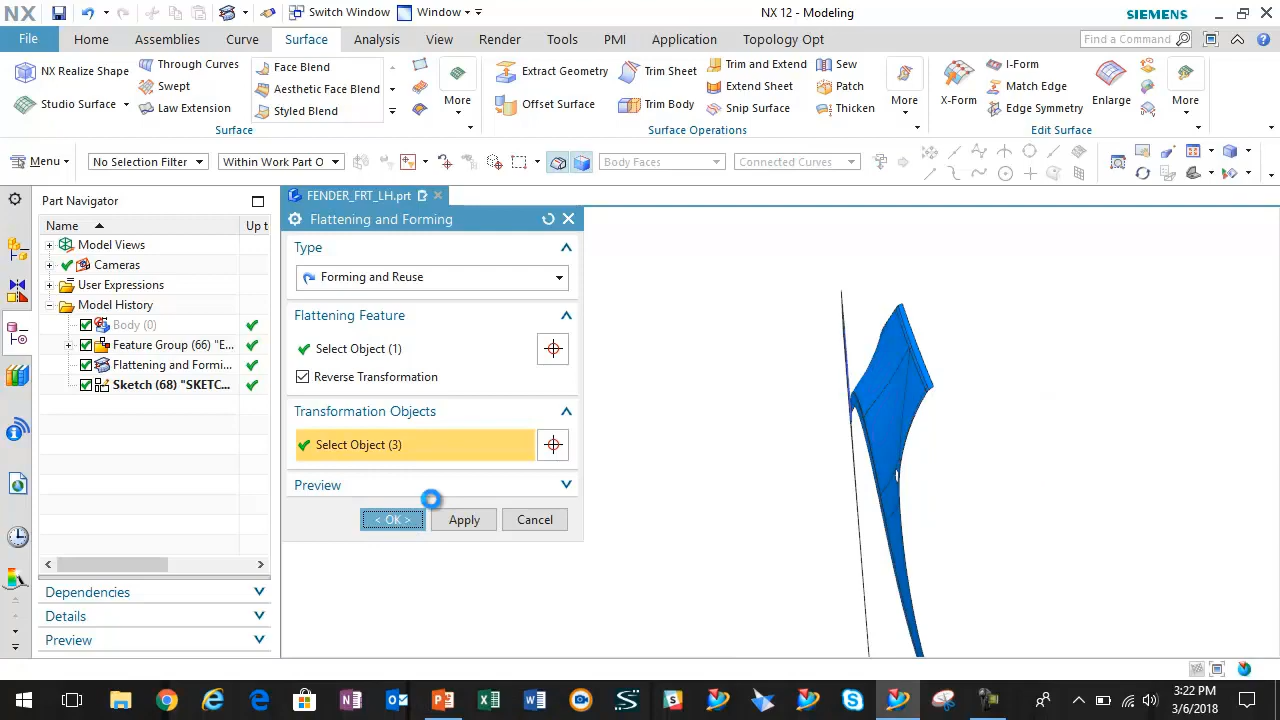 NX
Switch Window
Window
NX 12 - Modeling
SIEMENS
File
Home
Assemblies
Curve
Surface
Analysis
View
Render
Tools
PMI
Application
Topology Opt
Find a Command
NX Realize Shape
Studio Surface
Through Curves
Swept
Law Extension
Face Blend
Aesthetic Face Blend
Styled Blend
More
Surface
Extract Geometry
Offset Surface
Trim Sheet
Trim Body
Trim and Extend
Extend Sheet
Snip Surface
Sew
Patch
Thicken
More
Surface Operations
X-Form
I-Form
Match Edge
Edge Symmetry
Enlarge
More
Edit Surface
Menu
No Selection Filter
Within Work Part O
Body Faces
Connected Curves
Part Navigator
Name
Up t
Model Views
Cameras
User Expressions
Model History
Body (0)
Feature Group (66) "E...
Flattening and Formi...
Sketch (68) "SKETC...
Dependencies
Details
Preview
FENDER_FRT_LH.prt
Flattening and Forming
Type
Forming and Reuse
Flattening Feature
Select Object (1)
Reverse Transformation
Transformation Objects
Select Object (3)
Preview
< OK >
Apply
Cancel
3:22 PM
3/6/2018